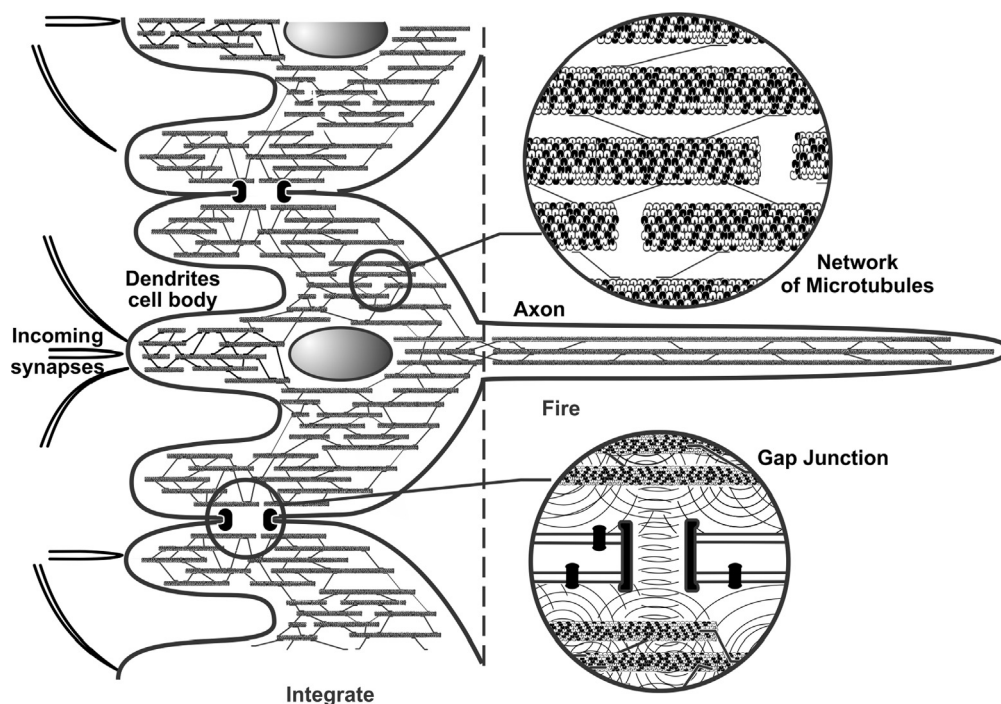 Network
of Microtubules
Dendrites
cell body
Axon
Incoming
synapses
Fire
Gap Junction
Integrate